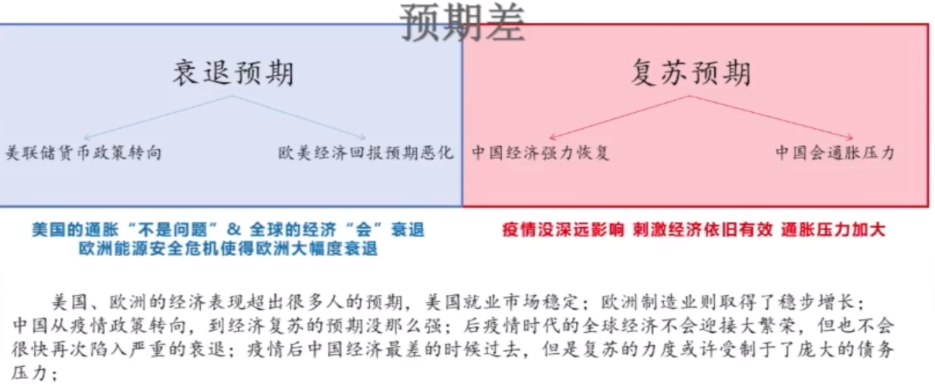 预期差
衰退预期
复苏预期
美联储货币政策转向
欧美经济回报预期恶化
中国经济强力恢复
中国会通胀压力
美国的通胀“不是问题”& 全球的经济“会”衰退
欧洲能源安全危机使得欧洲大幅度衰退
疫情没深远影响 刺激经济依旧有效 通胀压力加大
美国、欧洲的经济表现超出很多人的预期，美国就业市场稳定；欧洲制造业则取得了稳步增长；
中国从疫情政策转向，到经济复苏的预期没那么强；后疫情时代的全球经济不会迎接大繁荣，但也不会
很快再次陷入严重的衰退；疫情后中国经济最差的时候过去，但是复苏的力度或许受制于了庞大的债务
压力；